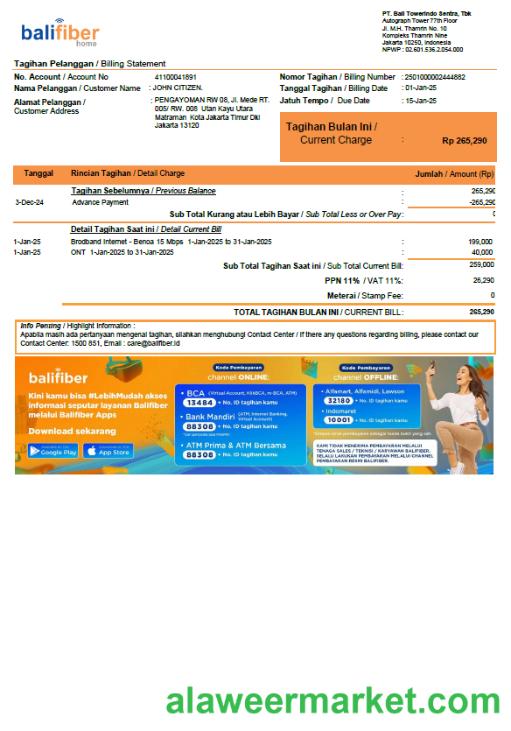 balifiber
home
PT. Bali Towerindo Sentra, Tbk
Autograph Tower 77th Floor
Jl. M.H. Thamrin No. 10
Kompleks Thamrin Nine
Jakarta 10250, Indonesia
NPWP : 02.601.536.2.054.000
Tagihan Pelanggan / Billing Statement
No. Account / Account No 41100041891
Nama Pelanggan / Customer Name : JOHN CITIZEN.
Alamat Pelanggan /
Customer Address
: PENGAYOMAN RW 08, Jl. Mede RT.
005/ RW. 008 Utan Kayu Utara
Matraman Kota Jakarta Timur Dki
Jakarta 13120
Nomor Tagihan / Billing Number : 2501000002444882
Tanggal Tagihan / Billing Date : 01-Jan-25
Jatuh Tempo / Due Date : 15-Jan-25
Tagihan Bulan Ini /
Current Charge : Rp 265,290
Tanggal Rincian Tagihan / Detail Charge Jumlah / Amount (Rp)
Tagihan Sebelumnya / Previous Balance : 265,290
3-Dec-24 Advance Payment : -265,290
Sub Total Kurang atau Lebih Bayar / Sub Total Less or Over Pay: 0
Detail Tagihan Saat ini / Detail Current Bill
1-Jan-25 Brodband Internet - Benoa 15 Mbps 1-Jan-2025 to 31-Jan-2025 : 199,000
1-Jan-25 ONT 1-Jan-2025 to 31-Jan-2025 : 40,000
Sub Total Tagihan Saat ini / Sub Total Current Bill: 259,000
PPN 11% / VAT 11%: 26,290
Meterai / Stamp Fee: 0
TOTAL TAGIHAN BULAN INI / CURRENT BILL: 265,290
Info Penting / Highlight Information :
Apabila masih ada pertanyaan mengenai tagihan, silahkan menghubungi Contact Center / If there any questions regarding billing, please contact our
Contact Center: 1500 851, Email : care@balifiber.id
balifiber
Kini kamu bisa #LebihMudah akses
informasi seputar layanan Balifiber
melalui Balifiber Apps
Download sekarang
Google Play
App Store
Kode Pembayaran
channel ONLINE:
• BCA (Virtual Account, KlikBCA, m-BCA, ATM)
13484 + No. ID tagihan kamu
• Bank Mandiri (ATM, Internet Banking,
Virtual Account)
88308 + No. ID tagihan kamu
• ATM Prima & ATM Bersama
88308 + No. ID tagihan kamu
Kode Pembayaran
channel OFFLINE:
• Alfamart, Alfamidi, Lawson
32180 + No. ID tagihan kamu
• Indomaret
10001 + No. ID tagihan kamu
KAMI TIDAK MENERIMA PEMBAYARAN MELALUI
TENAGA SALES / TEKNISI / KARYAWAN BALIFIBER.
SELALU LAKUKAN PEMBAYARAN MELALUI CHANNEL
PEMBAYARAN RESMI BALIFIBER.
alaweermarket.com